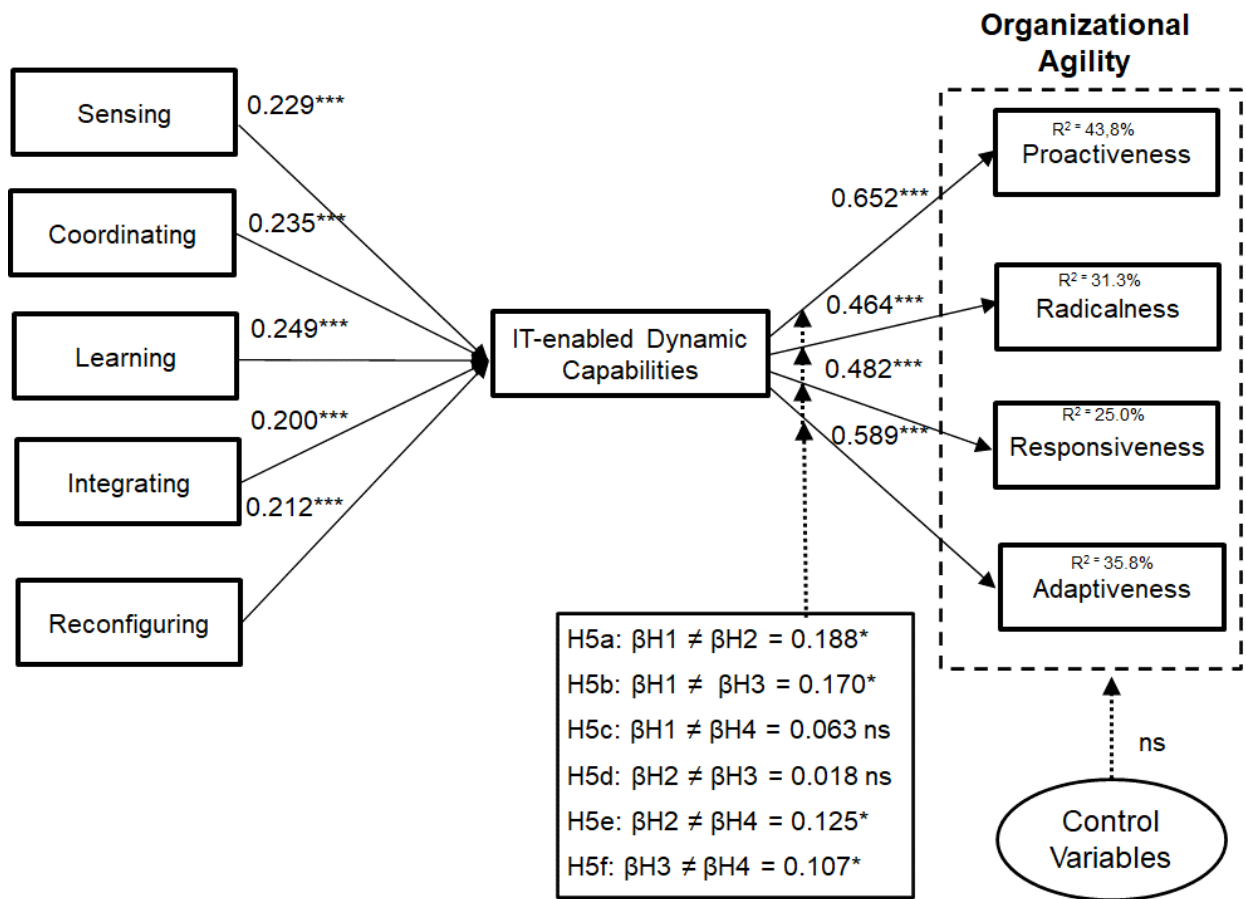 Organizational
Agility
Sensing
0.229***
R² = 43,8%
Proactiveness
Coordinating
0.235***
0.652***
Learning
0.249***
IT-enabled Dynamic
Capabilities
0.464***
R² = 31.3%
Radicalness
0.482***
Integrating
0.200***
0.589***
R² = 25.0%
Responsiveness
0.212***
Reconfiguring
R² = 35.8%
Adaptiveness
H5a: βH1 ≠ βH2 = 0.188*
H5b: βH1 ≠ βH3 = 0.170*
H5c: βH1 ≠ βH4 = 0.063 ns
H5d: βH2 ≠ βH3 = 0.018 ns
H5e: βH2 ≠ βH4 = 0.125*
H5f: βH3 ≠ βH4 = 0.107*
ns
Control
Variables